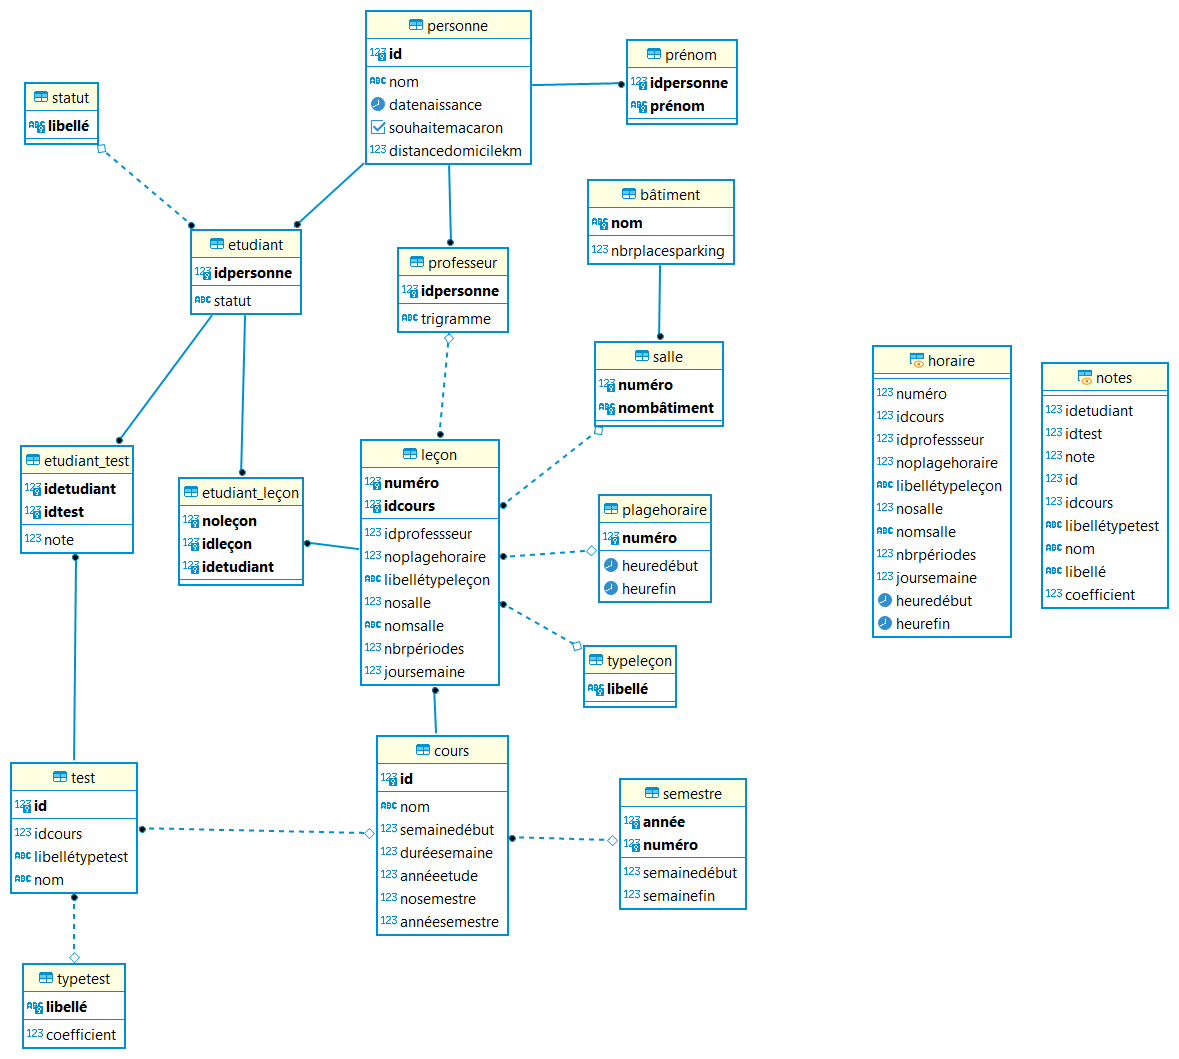 personne
123 id
ABC nom
datenaissance
souhaitemacaron
123 distancedomicilekm
prénom
123 idpersonne
ABC prénom
statut
ABC libellé
bâtiment
ABC nom
123 nbrplacesparking
etudiant
123 idpersonne
ABC statut
professeur
123 idpersonne
ABC trigramme
salle
123 numéro
ABC nombâtiment
horaire
123 numéro
123 idcours
123 idprofessseur
123 noplagehoraire
ABC libellétypeleçon
123 nosalle
ABC nomsalle
123 nbrpériodes
123 joursemaine
heuredébut
heurefin
notes
123 idetudiant
123 idtest
123 note
123 id
123 idcours
ABC libellétypetest
ABC nom
ABC libellé
123 coefficient
etudiant_test
123 idetudiant
123 idtest
123 note
etudiant_leçon
123 noleçon
123 idleçon
123 idetudiant
leçon
123 numéro
123 idcours
123 idprofessseur
123 noplagehoraire
ABC libellétypeleçon
123 nosalle
ABC nomsalle
123 nbrpériodes
123 joursemaine
plagehoraire
123 numéro
heuredébut
heurefin
typeleçon
ABC libellé
test
123 id
123 idcours
ABC libellétypetest
ABC nom
cours
123 id
ABC nom
123 semainedébut
123 duréesemaine
123 annéeetude
123 nosemestre
123 annéesemestre
semestre
123 année
123 numéro
123 semainedébut
123 semainefin
typetest
ABC libellé
123 coefficient